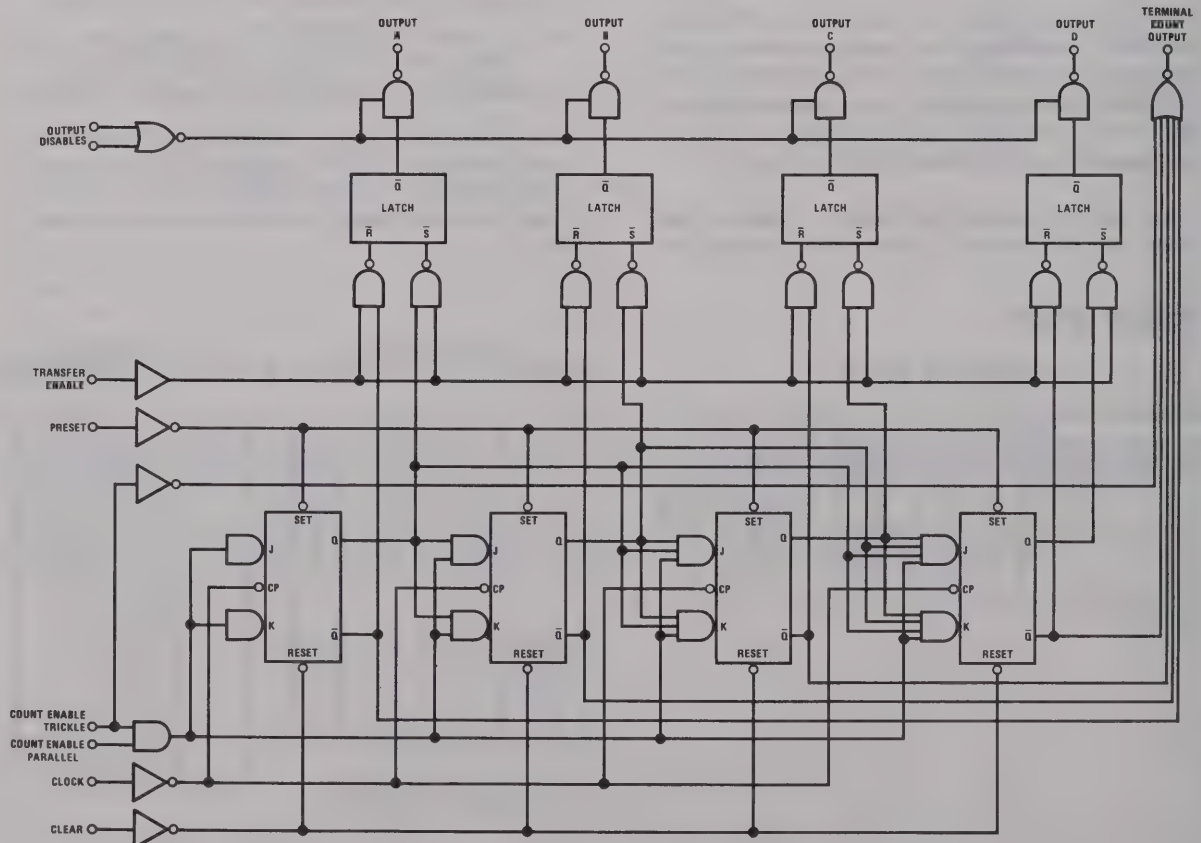 TERMINAL
COUNT
OUTPUT
OUTPUT
A
OUTPUT
B
OUTPUT
C
OUTPUT
D
OUTPUT
DISABLES
Q̅
LATCH
R̅ S̅
Q̅
LATCH
R̅ S̅
Q̅
LATCH
R̅ S̅
Q̅
LATCH
R̅ S̅
TRANSFER
ENABLE
PRESET
SET
J
Q
CP
K
Q̅
RESET
SET
J
Q
CP
K
Q̅
RESET
SET
J
Q
CP
K
Q̅
RESET
SET
J
Q
CP
K
Q̅
RESET
COUNT ENABLE
TRICKLE
COUNT ENABLE
PARALLEL
CLOCK
CLEAR